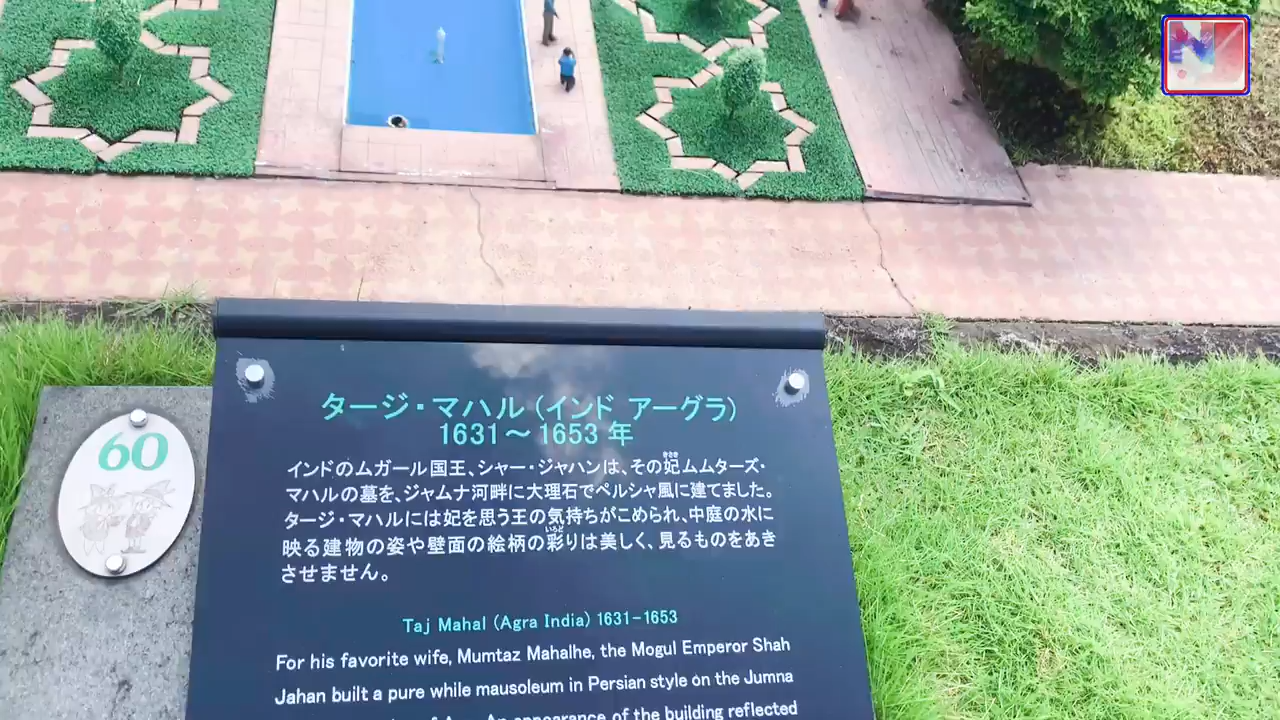 60
タージ・マハル (インド アーグラ)
1631～1653 年
インドのムガール国王、シャー・ジャハンは、その妃ムムターズ・
マハルの墓を、ジャムナ河畔に大理石でペルシャ風に建てました。
タージ・マハルには妃を思う王の気持ちがこめられ、中庭の水に
映る建物の姿や壁面の絵柄の彩りは美しく、見るものをあき
させません。
Taj Mahal (Agra India) 1631-1653
For his favorite wife, Mumtaz Mahalhe, the Mogul Emperor Shah
Jahan built a pure while mausoleum in Persian style on the Jumna
of An appearance of the building reflected